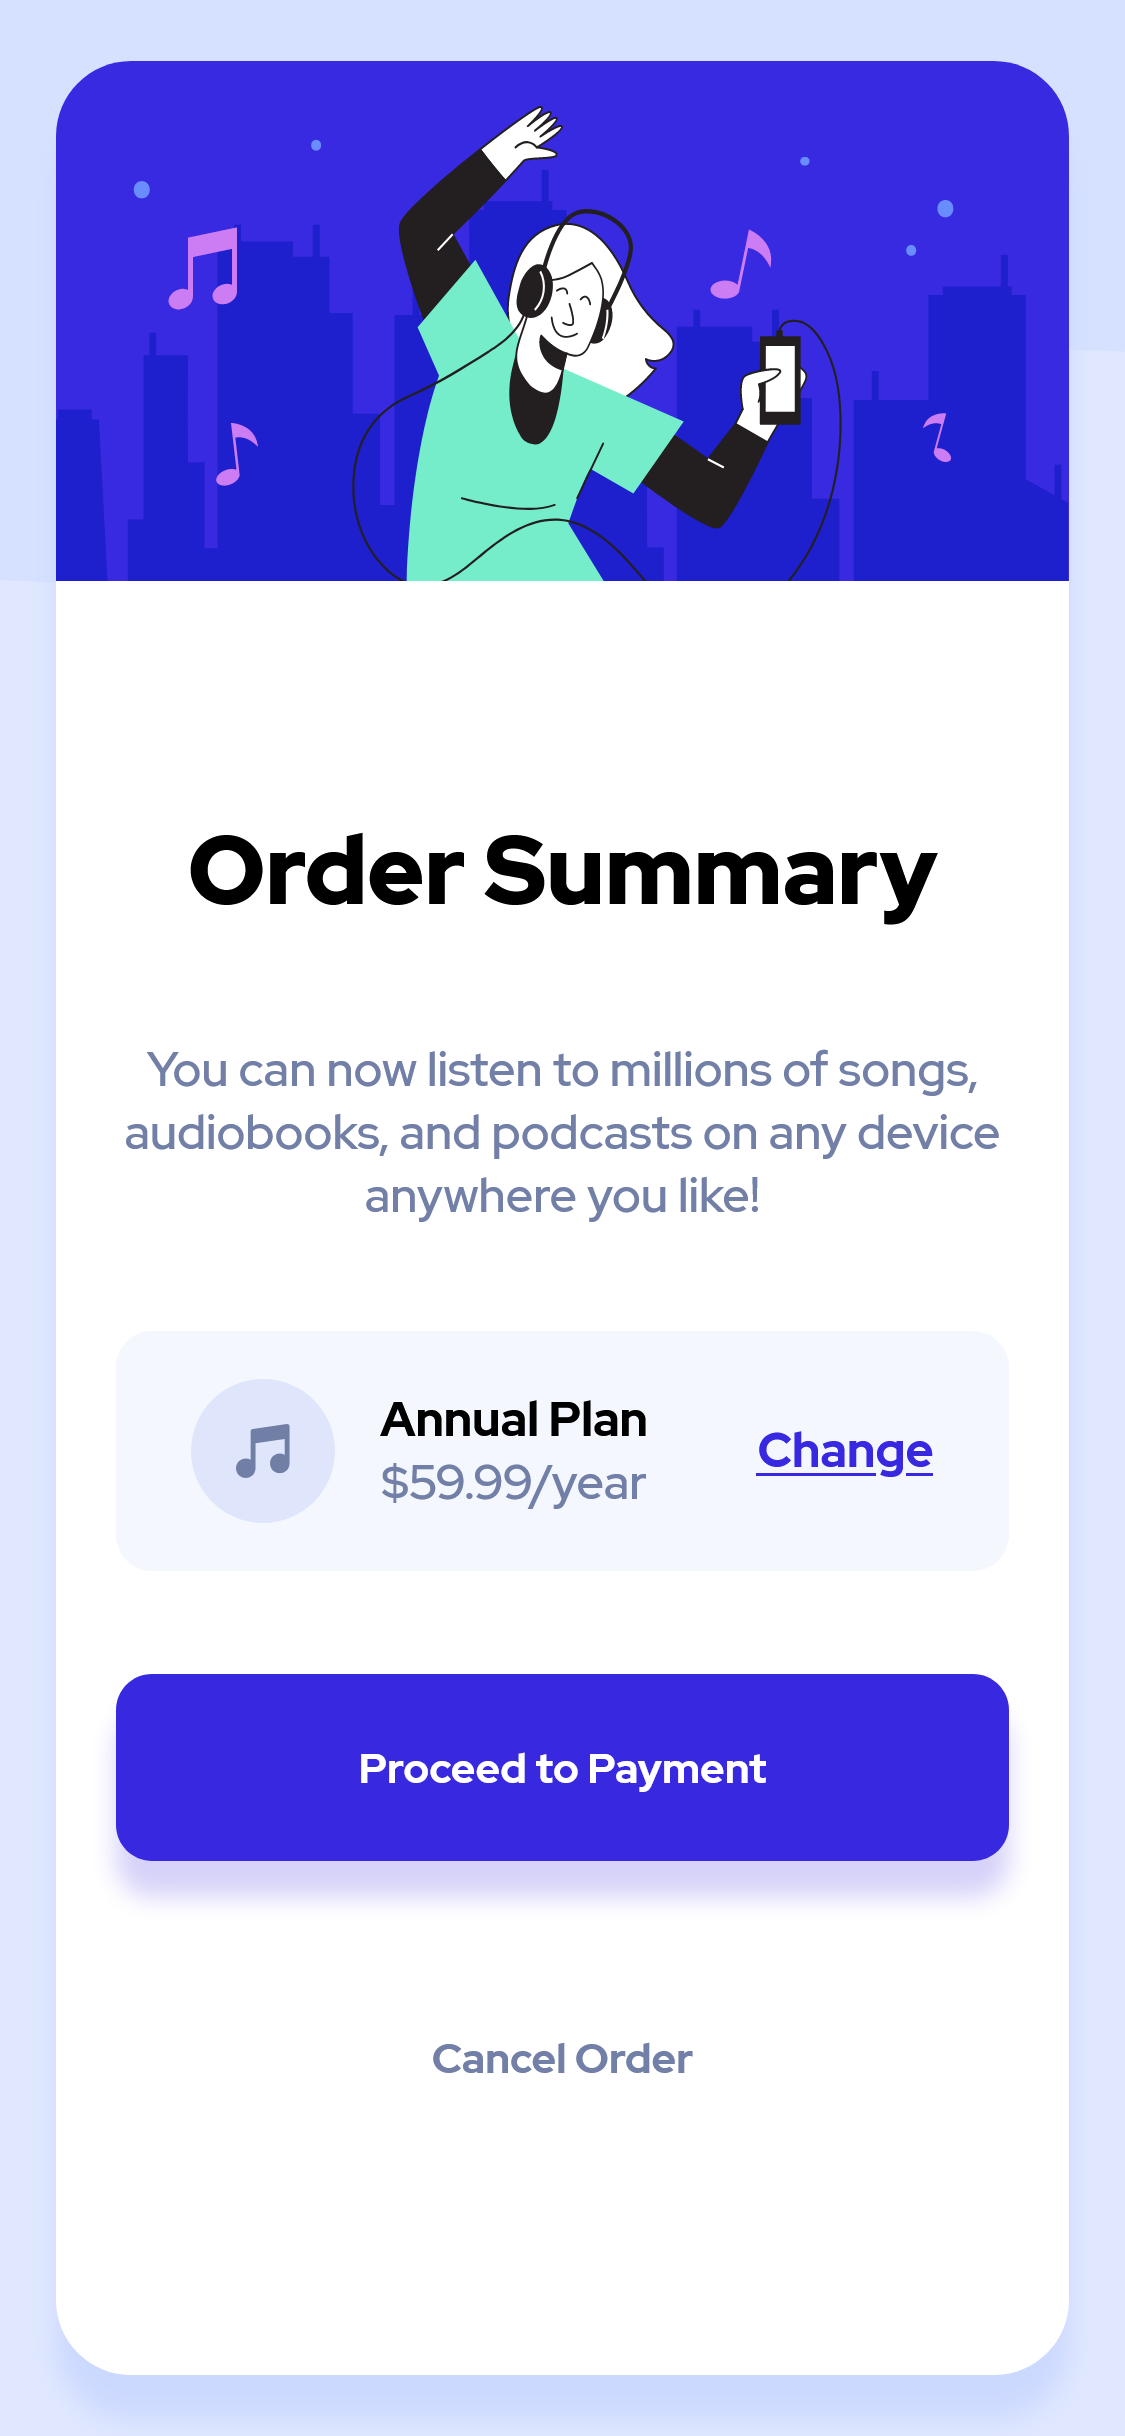 Order Summary
You can now listen to millions of songs,
audiobooks, and podcasts on any device
anywhere you like!
Annual Plan
$59.99/year
Change
Proceed to Payment
Cancel Order